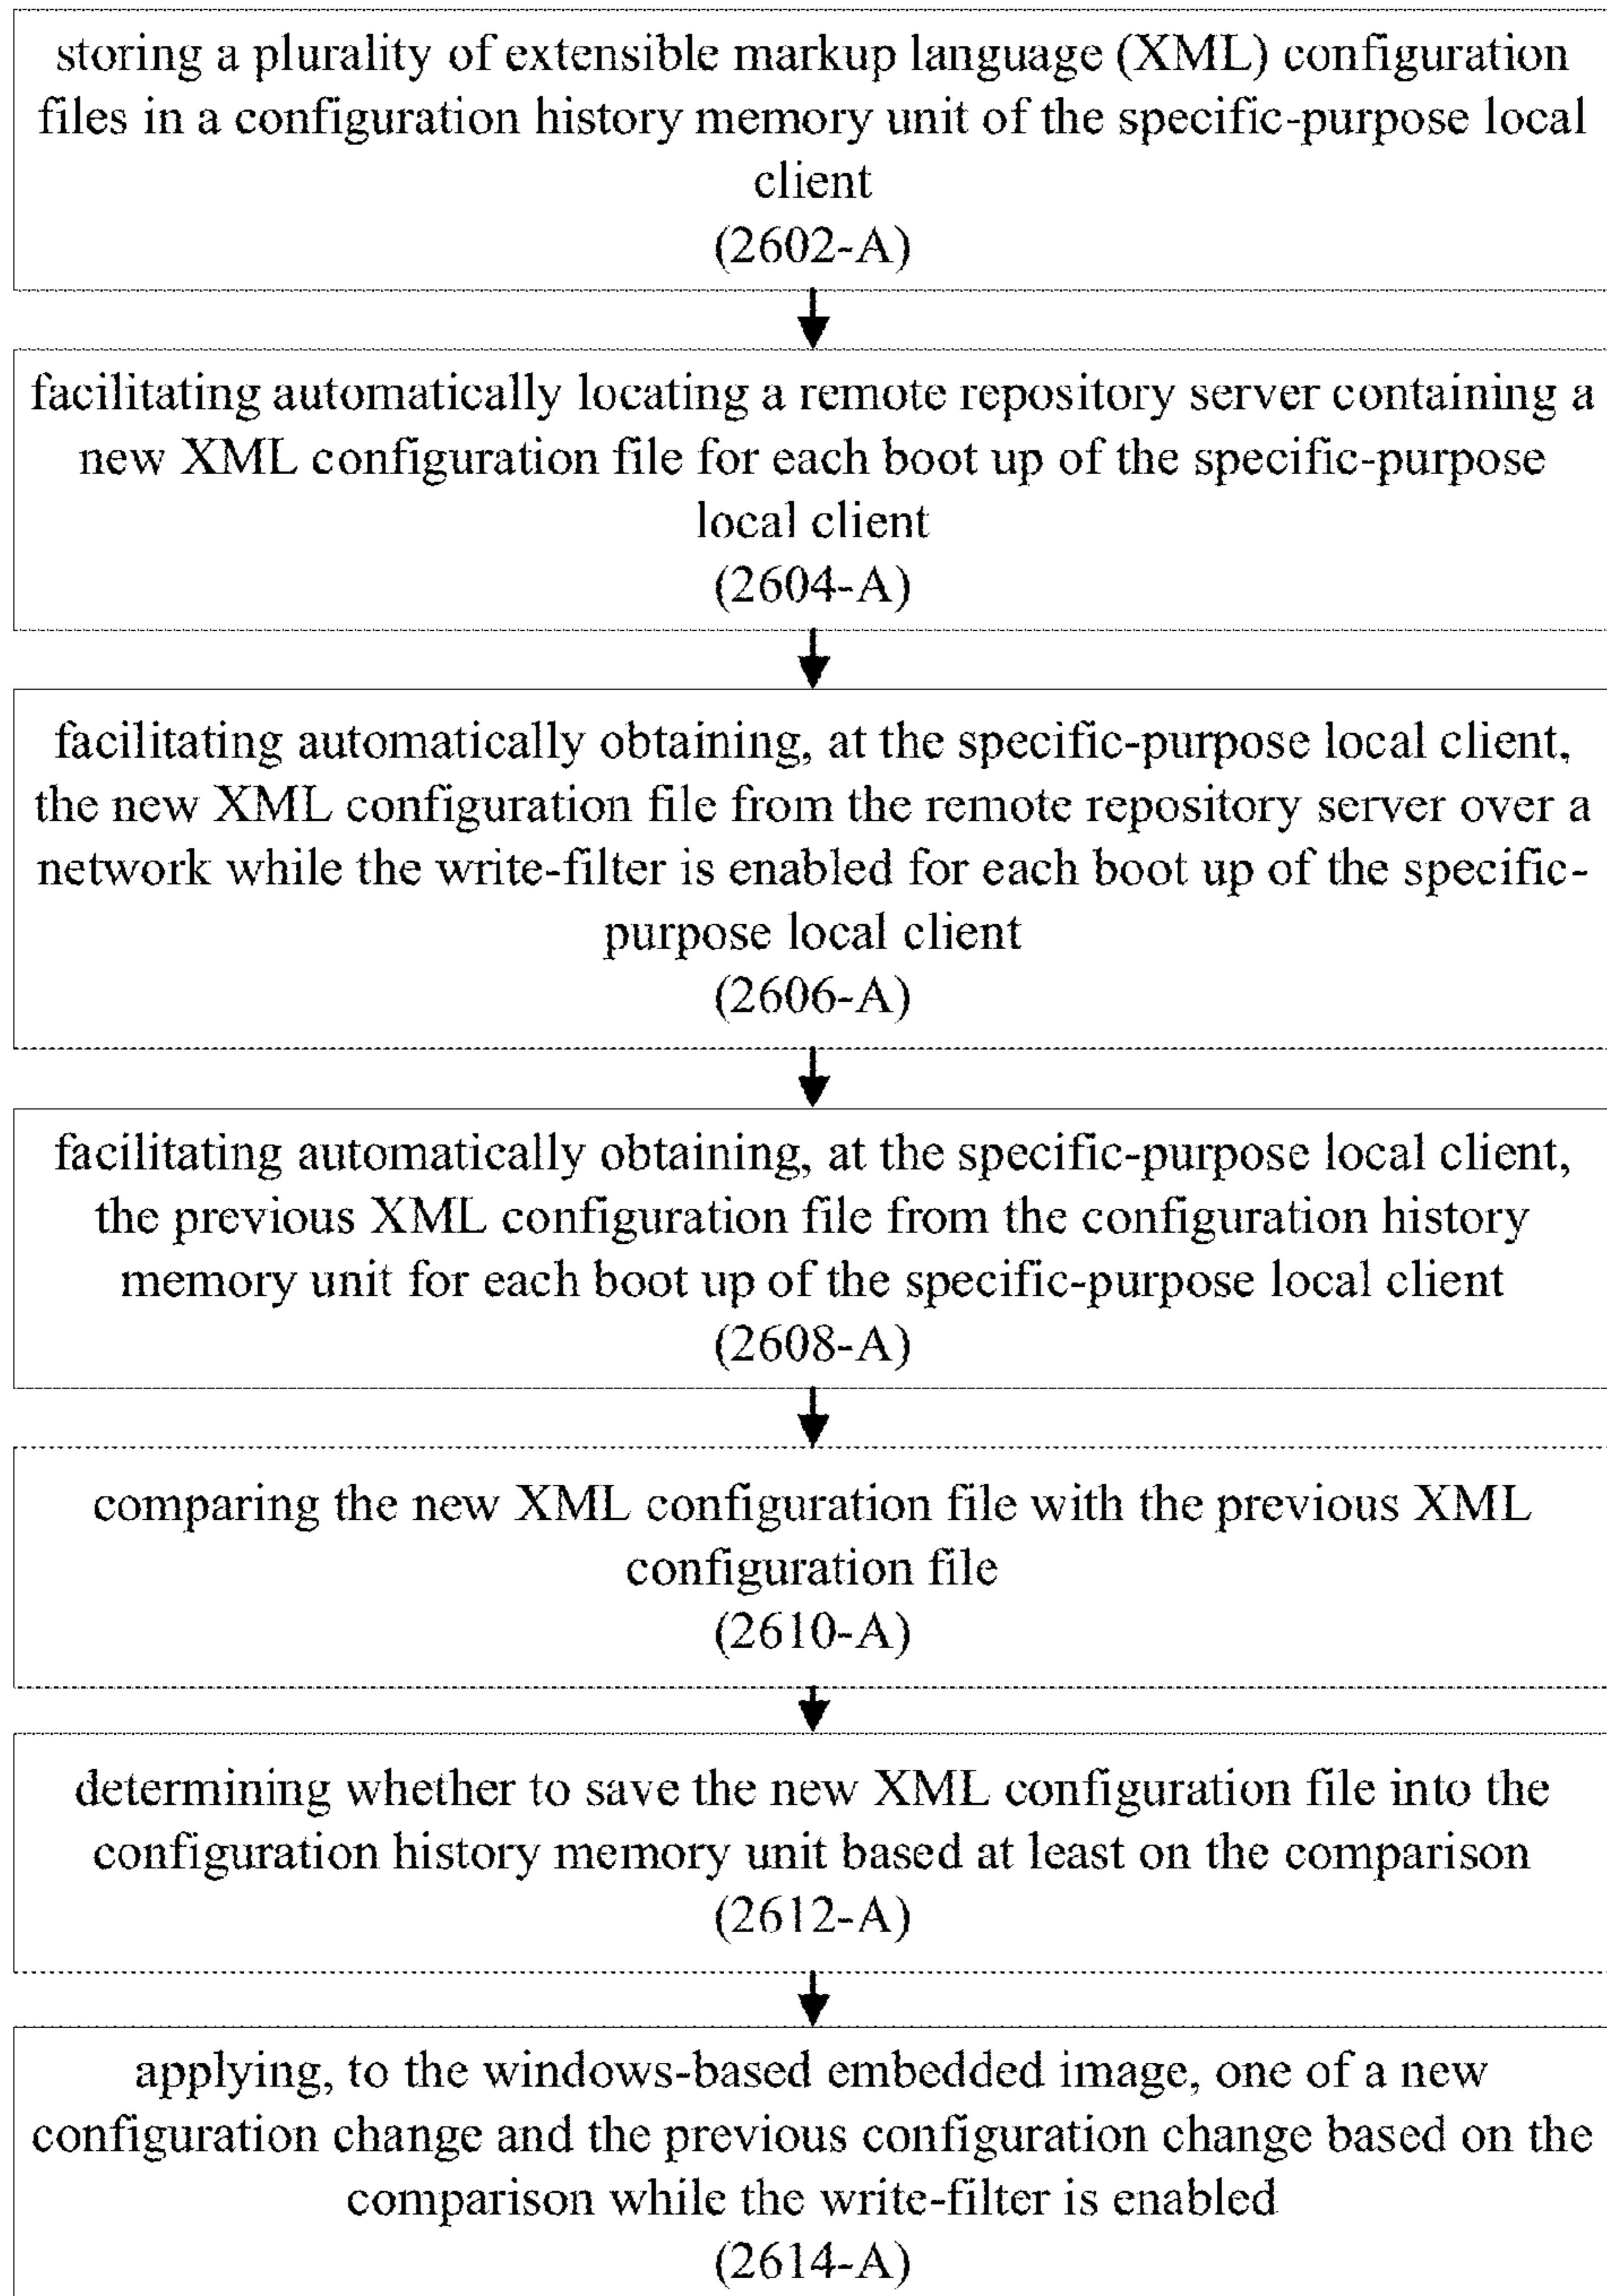 storing a plurality of extensible markup language (XML) configuration
files in a configuration history memory unit of the specific-purpose local
client
(2602-A)
facilitating automatically locating a remote repository server containing a
new XML configuration file for each boot up of the specific-purpose
local client
(2604-A)
facilitating automatically obtaining, at the specific-purpose local client,
the new XML configuration file from the remote repository server over a
network while the write-filter is enabled for each boot up of the specific-
purpose local client
(2606-A)
facilitating automatically obtaining, at the specific-purpose local client,
the previous XML configuration file from the configuration history
memory unit for each boot up of the specific-purpose local client
(2608-A)
comparing the new XML configuration file with the previous XML
configuration file
(2610-A)
determining whether to save the new XML configuration file into the
configuration history memory unit based at least on the comparison
(2612-A)
applying, to the windows-based embedded image, one of a new
configuration change and the previous configuration change based on the
comparison while the write-filter is enabled
(2614-A)